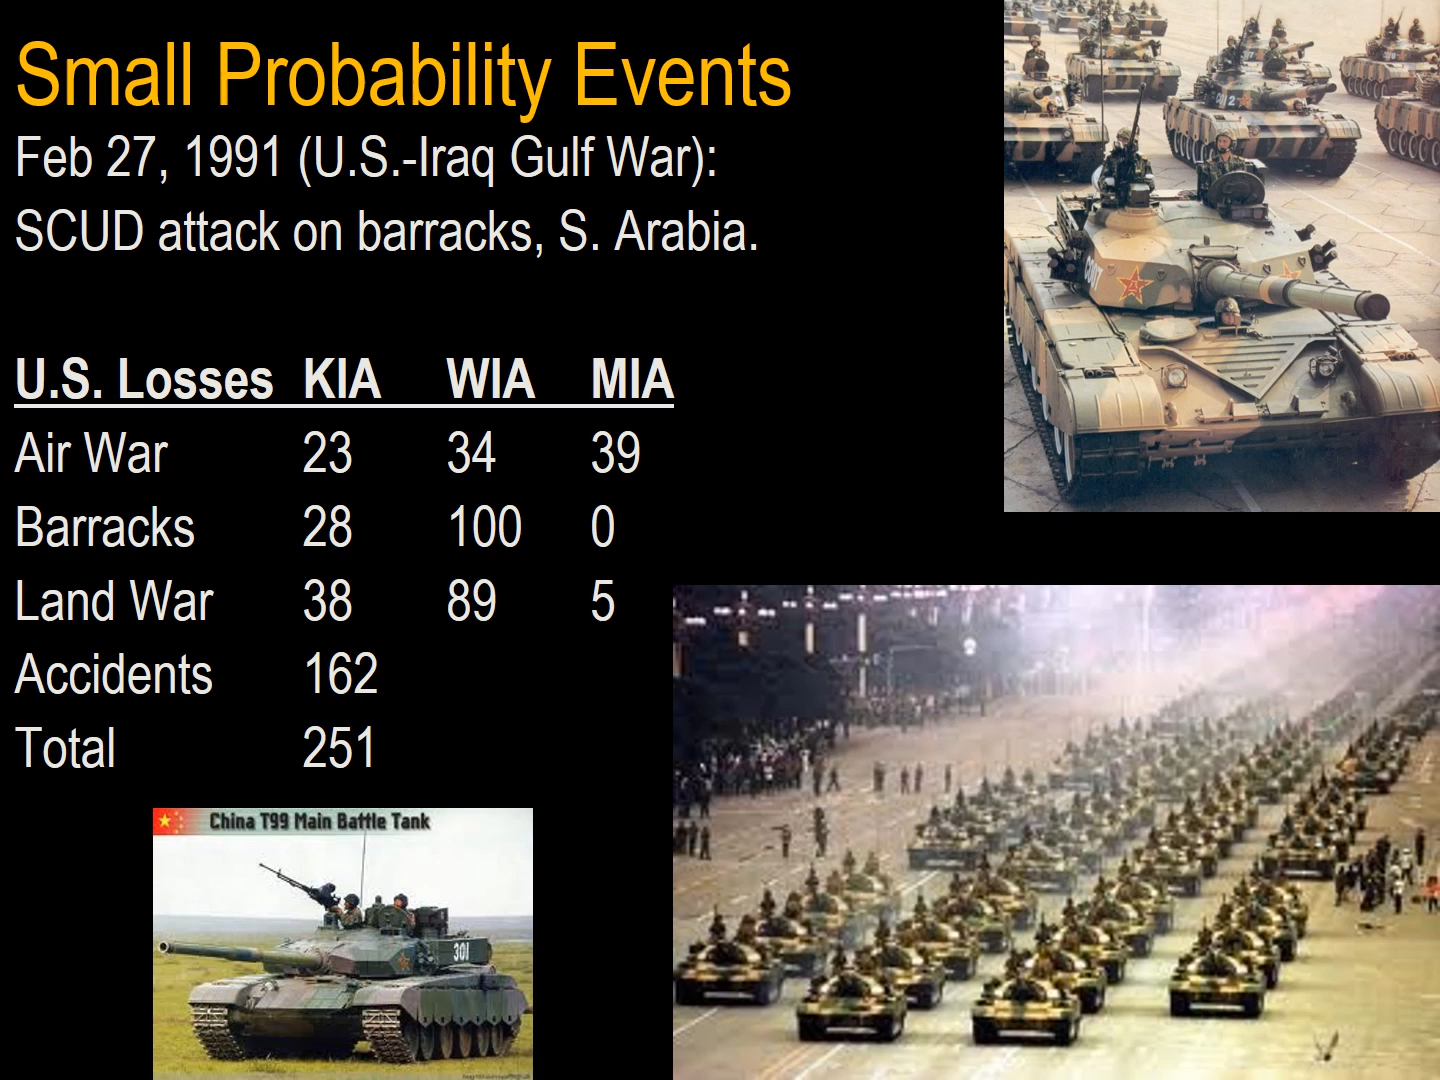 Small Probability Events
Feb 27, 1991 (U.S.-Iraq Gulf War):
SCUD attack on barracks, S. Arabia.
U.S. Losses KIA WIA MIA
Air War 23 34 39
Barracks 28 100 0
Land War 38 89 5
Accidents 162
Total 251
China T99 Main Battle Tank
301